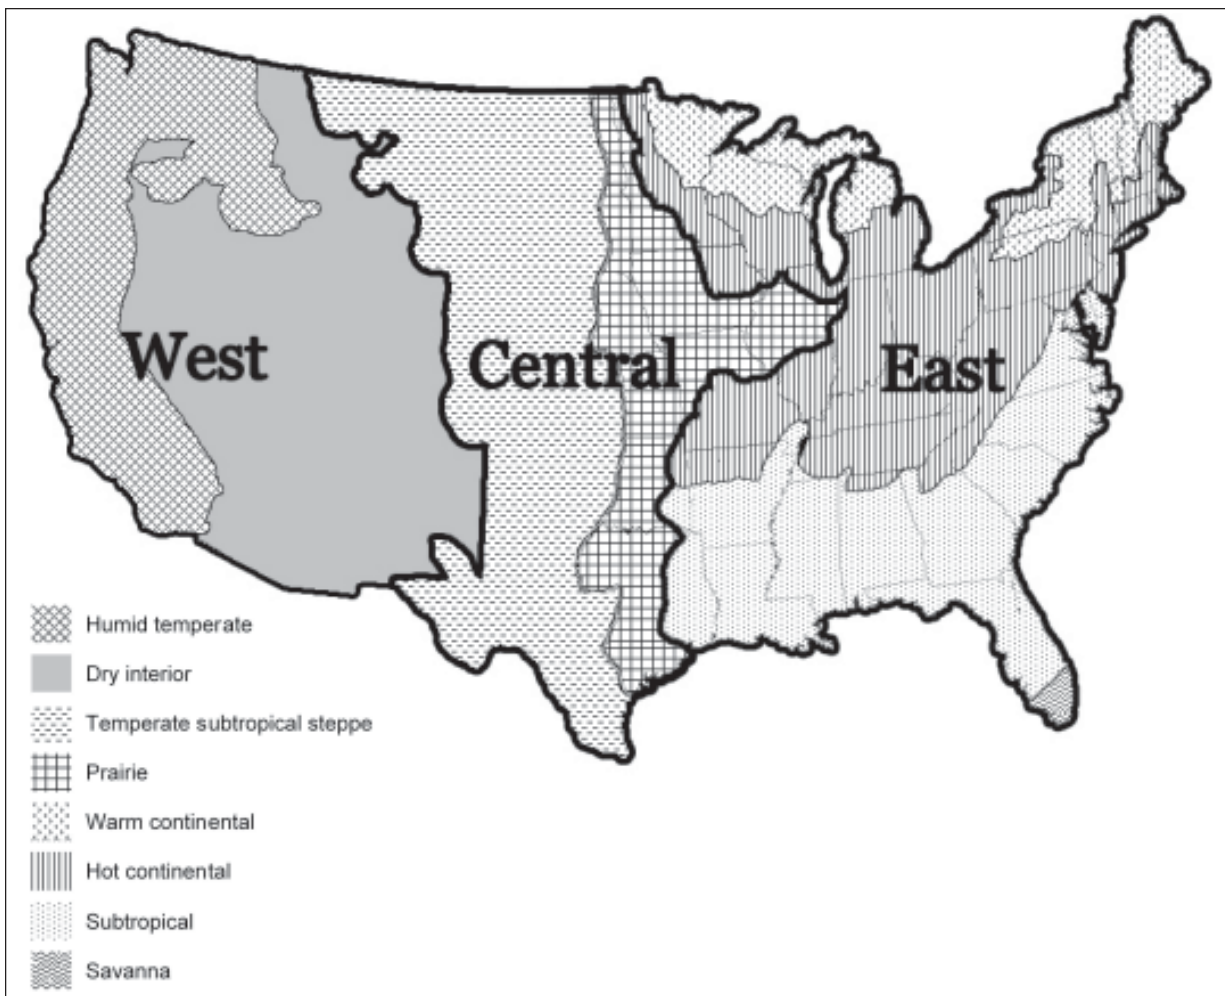 West
Central
East
Humid temperate
Dry interior
Temperate subtropical steppe
Prairie
Warm continental
Hot continental
Subtropical
Savanna